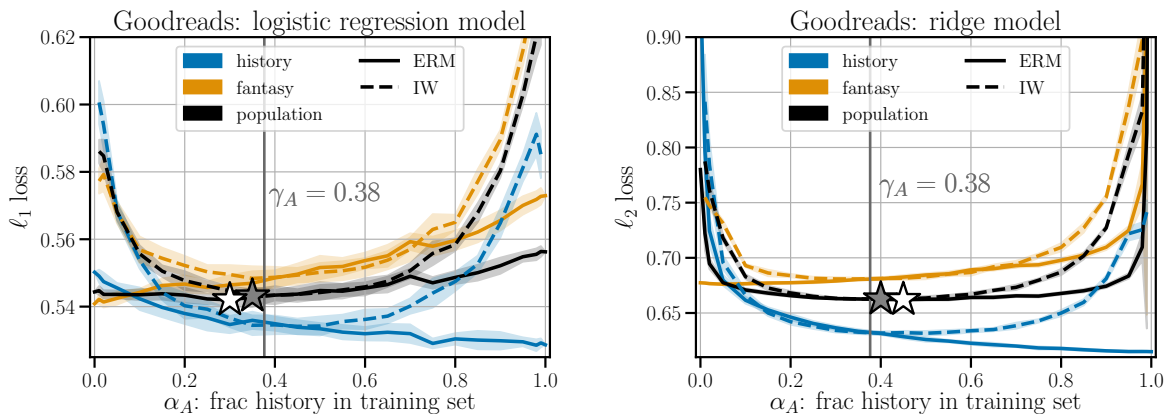 Goodreads: logistic regression model
0.62
0.60
0.58
0.56
0.54
ℓ₁ loss
history
fantasy
population
ERM
IW
γ_A = 0.38
0.0 0.2 0.4 0.6 0.8 1.0
α_A: frac history in training set
Goodreads: ridge model
0.90
0.85
0.80
0.75
0.70
0.65
ℓ₂ loss
history
fantasy
population
ERM
IW
γ_A = 0.38
0.0 0.2 0.4 0.6 0.8 1.0
α_A: frac history in training set